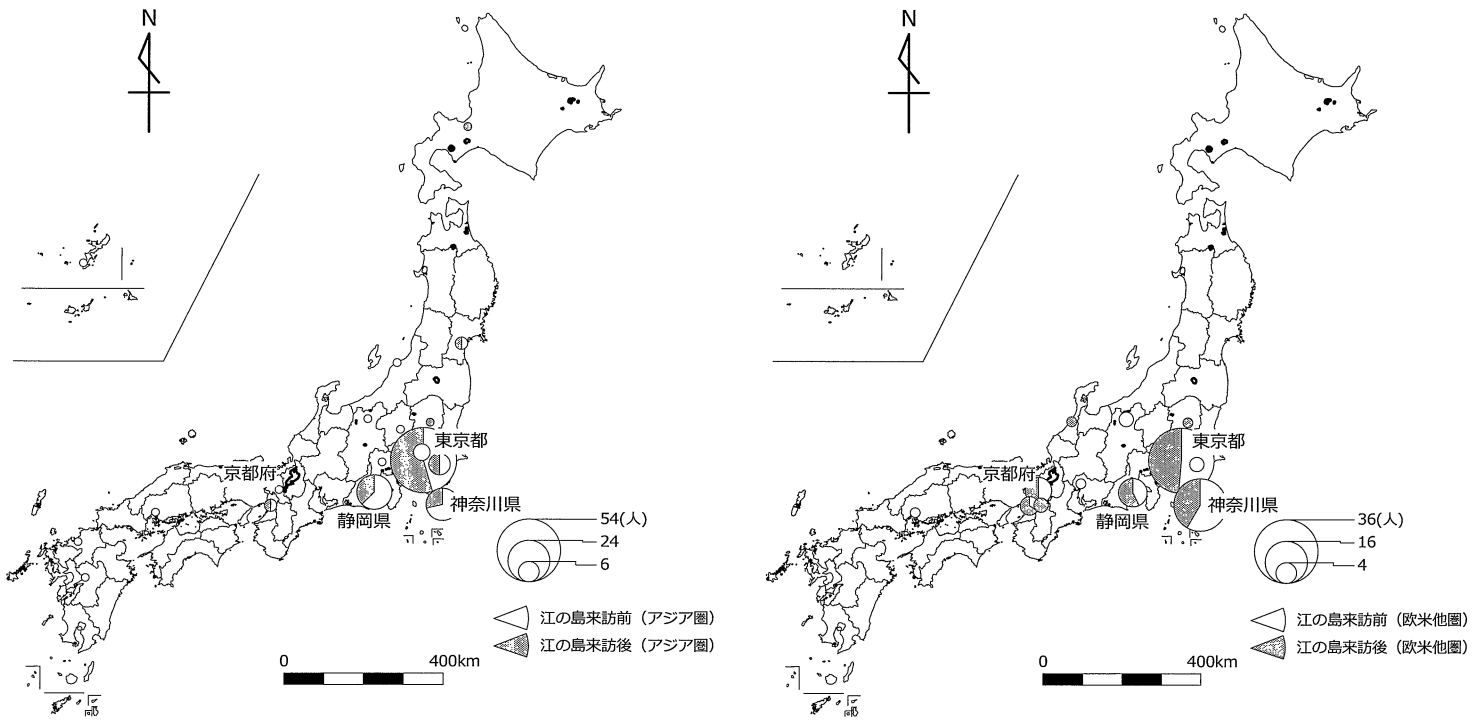 N
東京都
京都府
神奈川県
静岡県
54(人)
24
6
江の島来訪前（アジア圏）
江の島来訪後（アジア圏）
0
400km
N
東京都
京都府
神奈川県
静岡県
36(人)
16
4
江の島来訪前（欧米他圏）
江の島来訪後（欧米他圏）
0
400km